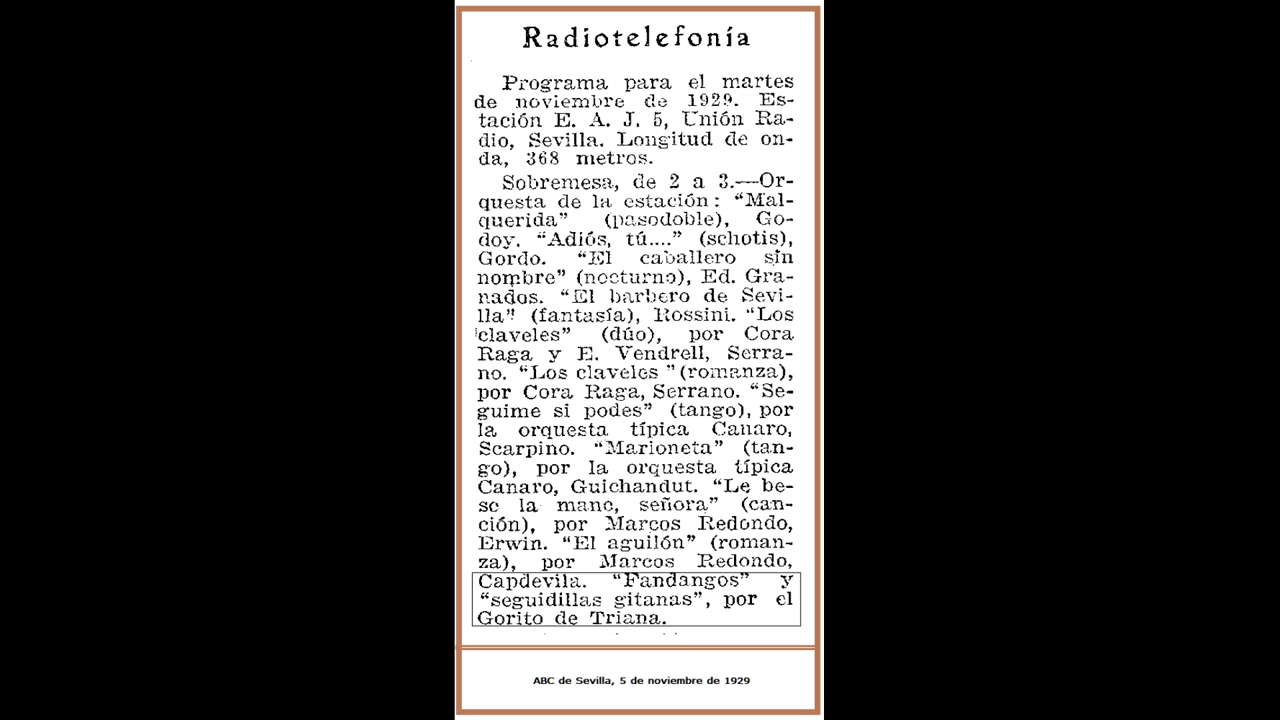 Radiotelefonía
Programa para el martes
de noviembre de 1929. Es-
tación E. A. J. 5, Unión Ra-
dio, Sevilla. Longitud de on-
da, 368 metros.
Sobremesa, de 2 a 3.—Or-
questa de la estación: “Mal-
querida” (pasodoble), Go-
doy. “Adiós, tú....” (schotis),
Gordo. “El caballero sin
nombre” (nocturno), Ed. Gra-
nados. “El barbero de Sevi-
lla” (fantasía), Rossini. “Los
claveles” (dúo), por Cora
Raga y E. Vendrell, Serra-
no. “Los claveles ” (romanza),
por Cora Raga, Serrano. “Se-
guime si podes” (tango), por
la orquesta típica Canaro,
Scarpino. “Marioneta” (tan-
go), por la orquesta típica
Canaro, Guichandut. “Le be-
so la mano, señora” (can-
ción), por Marcos Redondo,
Erwin. “El aguilón” (roman-
za), por Marcos Redondo,
Capdevila. “Fandangos” y
“seguidillas gitanas”, por el
Gorito de Triana.
ABC de Sevilla, 5 de noviembre de 1929